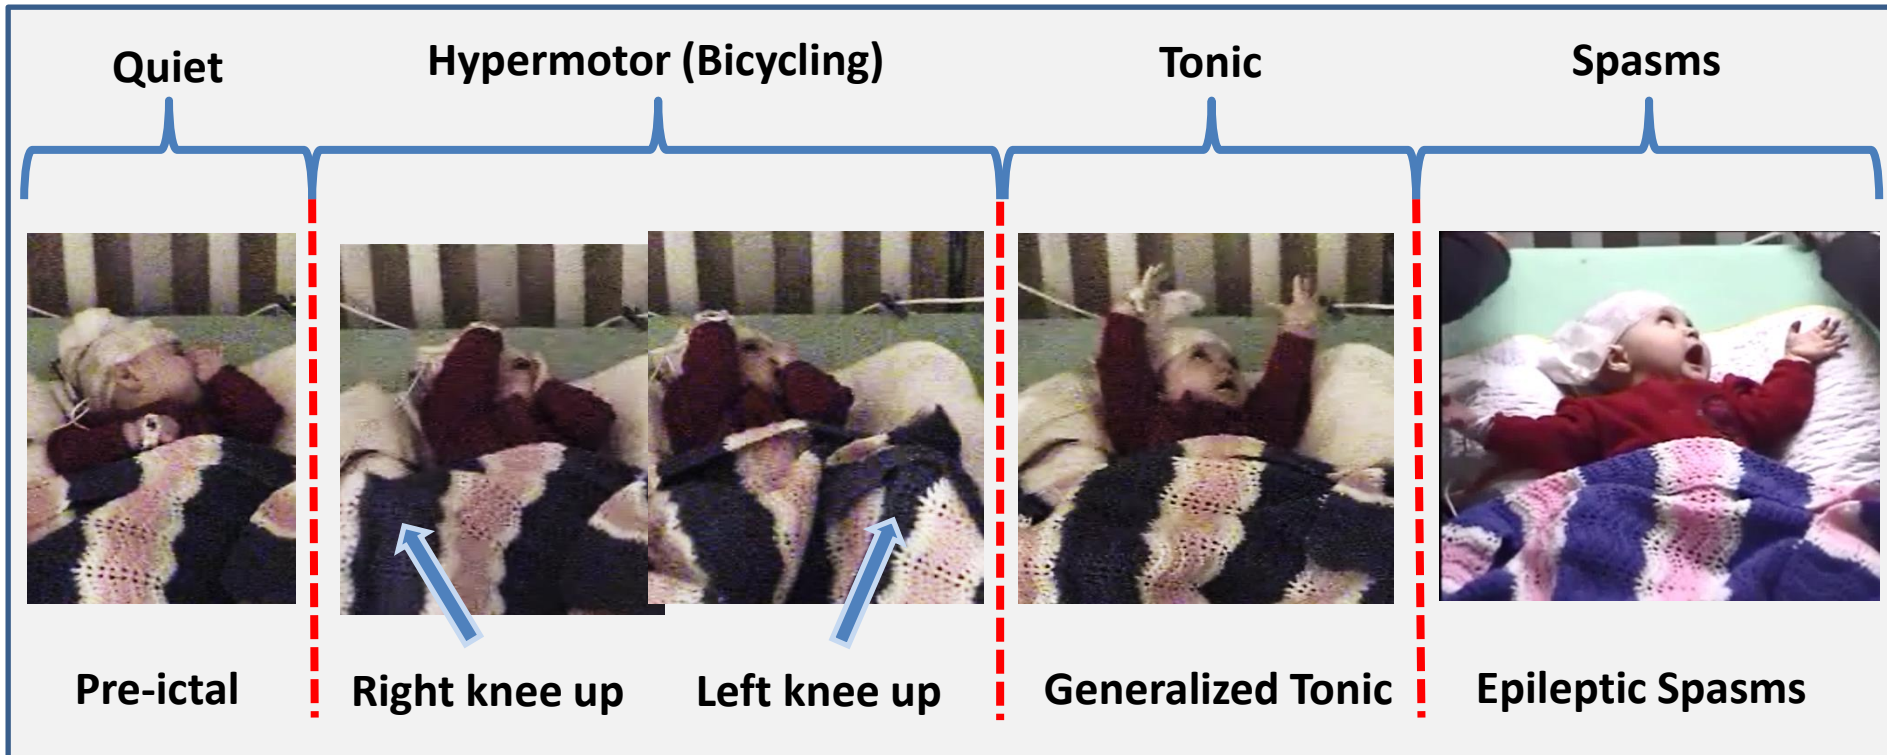 Quiet
Hypermotor (Bicycling)
Tonic
Spasms
Pre-ictal
Right knee up
Left knee up
Generalized Tonic
Epileptic Spasms